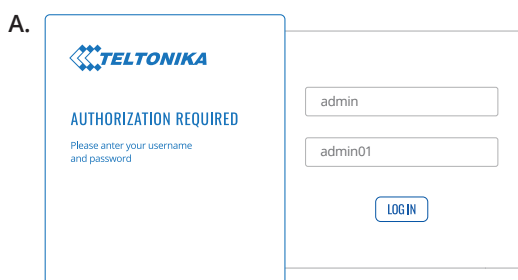 A.
TELTONIKA
AUTHORIZATION REQUIRED
Please anter your username
and password
admin
admin01
LOG IN